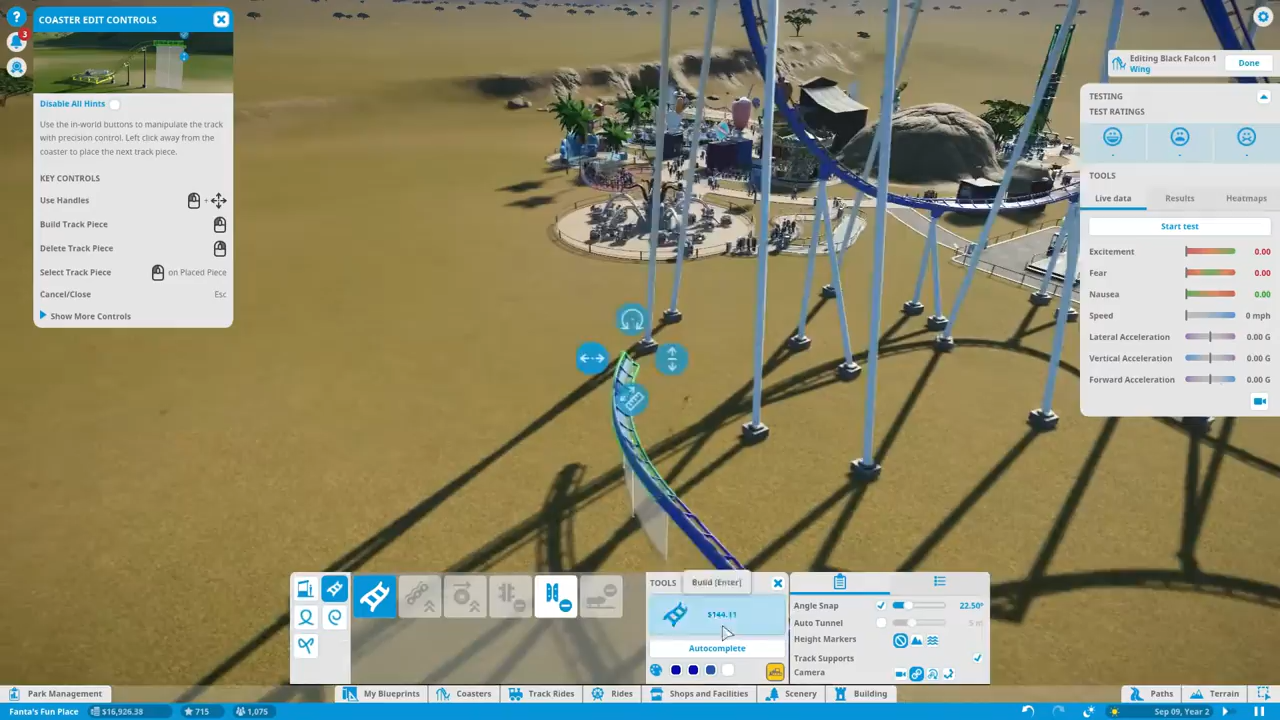 ?
COASTER EDIT CONTROLS
3
Disable All Hints
Use the in-world buttons to manipulate the track
with precision control. Left click away from the
coaster to place the next track piece.
KEY CONTROLS
Use Handles
+
Build Track Piece
Delete Track Piece
Select Track Piece on Placed Piece
Cancel/Close Esc
Show More Controls
Editing Black Falcon 1
Wing
Done
TESTING
TEST RATINGS
- - -
TOOLS
Live data Results Heatmaps
Start test
Excitement 0.00
Fear 0.00
Nausea 0.00
Speed 0 mph
Lateral Acceleration 0.00 G
Vertical Acceleration 0.00 G
Forward Acceleration 0.00 G
TOOLS
Build [Enter]
$144.11
Autocomplete
Angle Snap 22.50°
Auto Tunnel 5 m
Height Markers
Track Supports
Camera
Park Management
My Blueprints
Coasters
Track Rides
Rides
Shops and Facilities
Scenery
Building
Paths
Terrain
Fanta's Fun Place
$16,926.38
715
1,075
Sep 09, Year 2